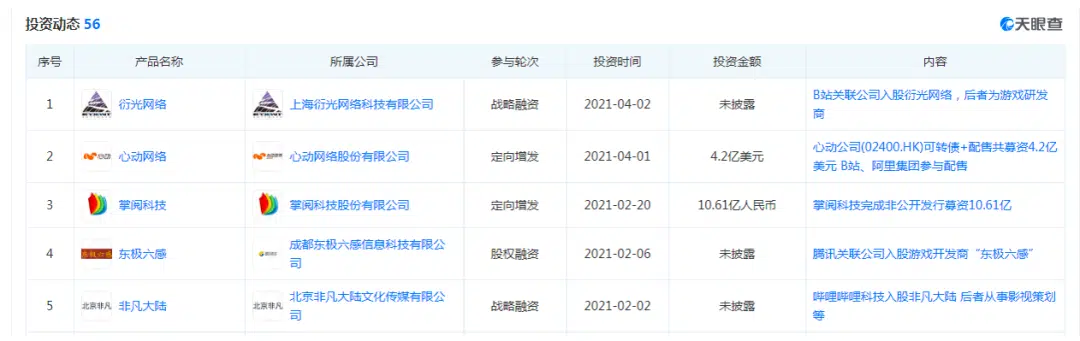 投资动态 56
天眼查
序号 产品名称 所属公司 参与轮次 投资时间 投资金额 内容
1 衍光网络 上海衍光网络科技有限公司 战略融资 2021-04-02 未披露 B站关联公司入股衍光网络，后者为游戏研发
商
2 心动网络 心动网络股份有限公司 定向增发 2021-04-01 4.2亿美元 心动公司(02400.HK)可转债+配售共募资4.2亿
美元 B站、阿里集团参与配售
3 掌阅科技 掌阅科技股份有限公司 定向增发 2021-02-20 10.61亿人民币 掌阅科技完成非公开发行募资10.61亿
4 东极六感 成都东极六感信息科技有限公
司 股权融资 2021-02-06 未披露 腾讯关联公司入股游戏开发商“东极六感”
5 北京非凡 非凡大陆 北京非凡 北京非凡大陆文化传媒有限公
司 战略融资 2021-02-02 未披露 哔哩哔哩科技入股非凡大陆 后者从事影视策划
等